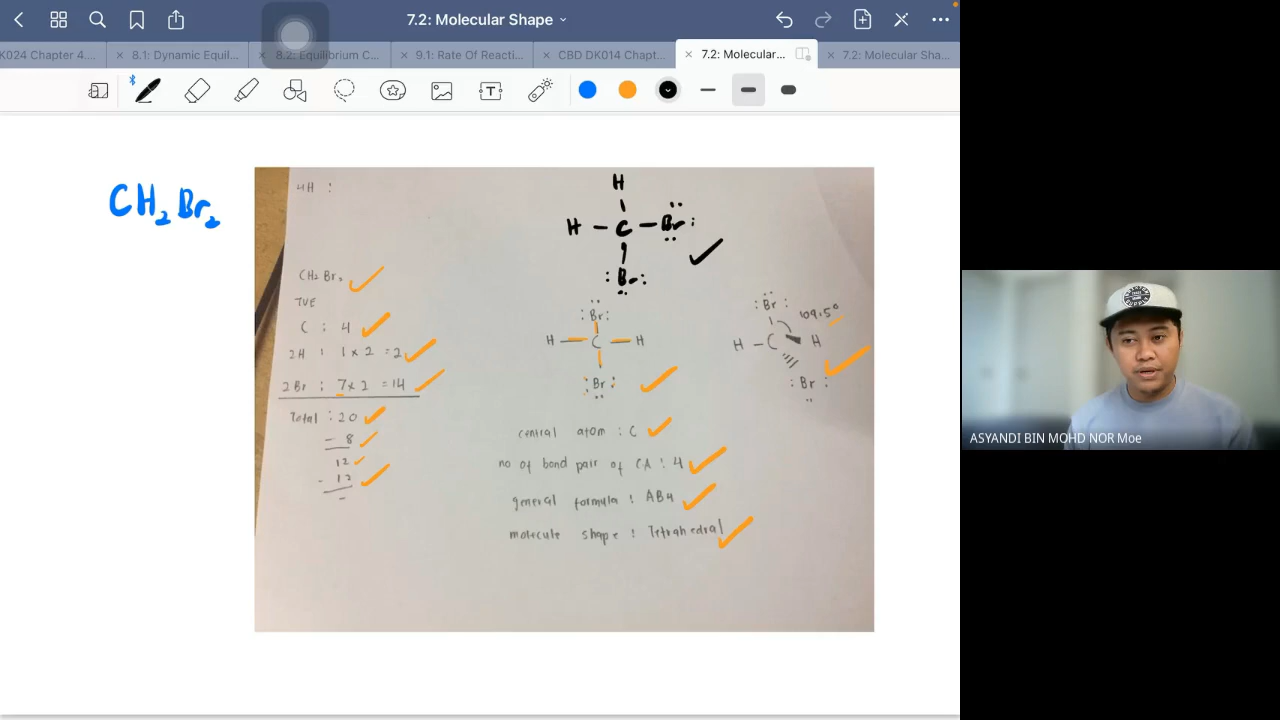 7.2: Molecular Shape
K024 Chapter 4....
8.1: Dynamic Equil...
8.2: Equilibrium C...
9.1: Rate Of Reacti...
CBD DK014 Chapt...
7.2: Molecular...
7.2: Molecular Sha...
CH₂Br₂
4H :
H
H – C – Br:
:Br:
CH₂Br₂
TVE
C : 4
2H : 1 x 2 = 2
2Br : 7 x 2 = 14
Total : 20
- 8
12
- 12
-
:Br:
H – C – H
:Br:
:Br:
109.5°
H – C H
:Br:
central atom : C
no of bond pair of CA : 4
general formula : AB4
molecule shape : Tetrahedral
ASYANDI BIN MOHD NOR Moe